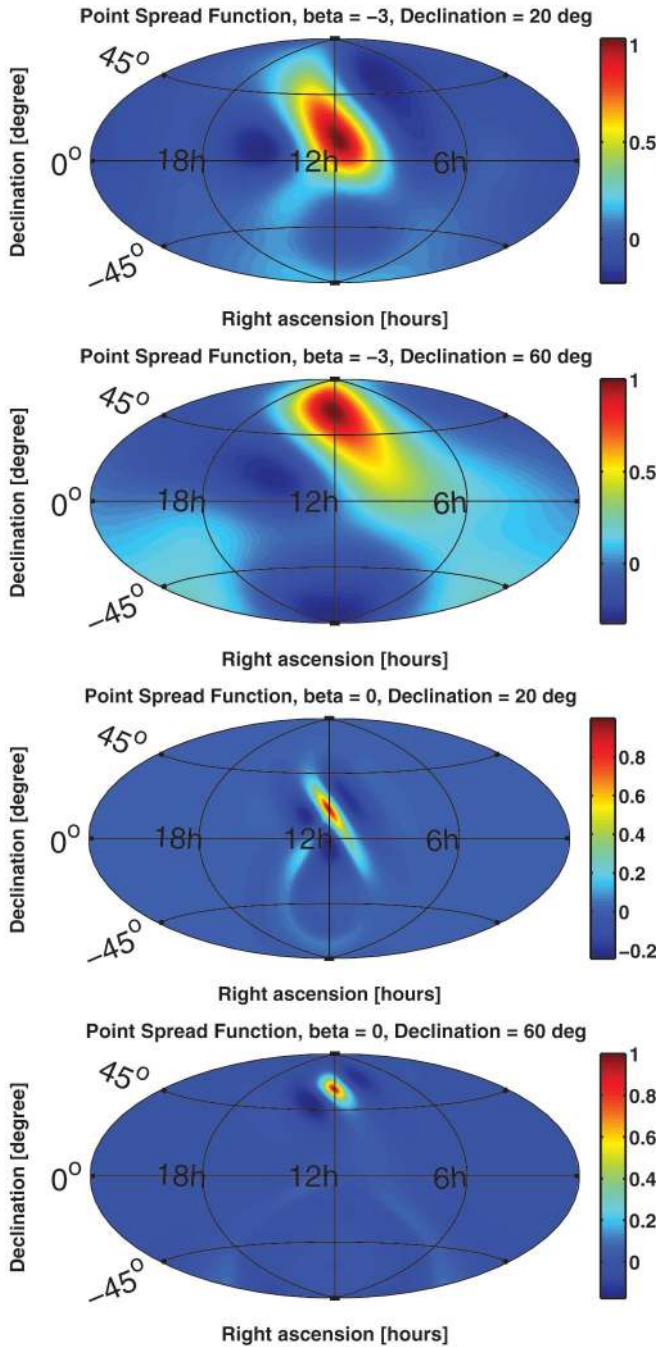 Point Spread Function, beta = −3, Declination = 20 deg
Declination [degree]
45°
0°
−45°
18h
12h
6h
1
0.5
0
Right ascension [hours]
Point Spread Function, beta = −3, Declination = 60 deg
Declination [degree]
45°
0°
−45°
18h
12h
6h
1
0.5
0
Right ascension [hours]
Point Spread Function, beta = 0, Declination = 20 deg
Declination [degree]
45°
0°
−45°
18h
12h
6h
0.8
0.6
0.4
0.2
0
−0.2
Right ascension [hours]
Point Spread Function, beta = 0, Declination = 60 deg
Declination [degree]
45°
0°
−45°
18h
12h
6h
1
0.8
0.6
0.4
0.2
0
Right ascension [hours]